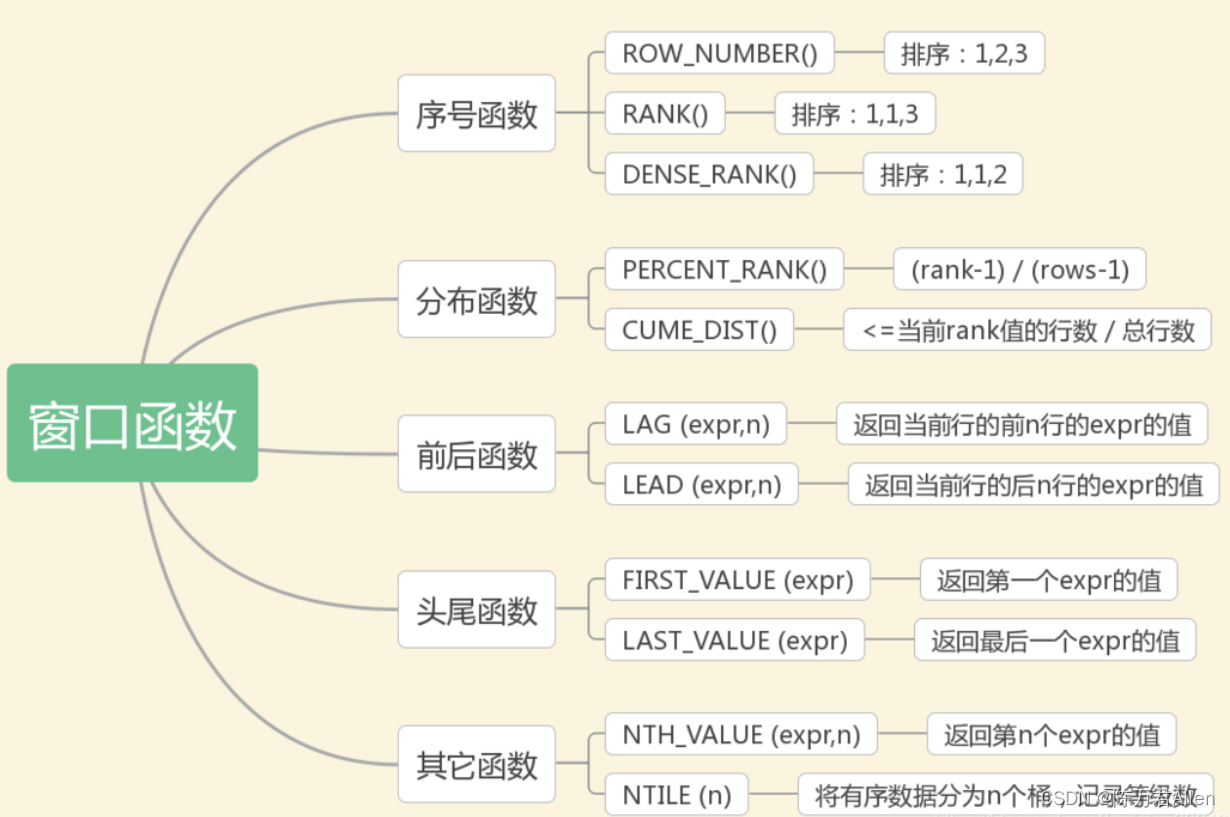 窗口函数
序号函数
ROW_NUMBER()
排序：1,2,3
RANK()
排序：1,1,3
DENSE_RANK()
排序：1,1,2
分布函数
PERCENT_RANK()
(rank-1) / (rows-1)
CUME_DIST()
<=当前rank值的行数 / 总行数
前后函数
LAG (expr,n)
返回当前行的前n行的expr的值
LEAD (expr,n)
返回当前行的后n行的expr的值
头尾函数
FIRST_VALUE (expr)
返回第一个expr的值
LAST_VALUE (expr)
返回最后一个expr的值
其它函数
NTH_VALUE (expr,n)
返回第n个expr的值
NTILE (n)
将有序数据分为n个桶，记录等级数
CSDN